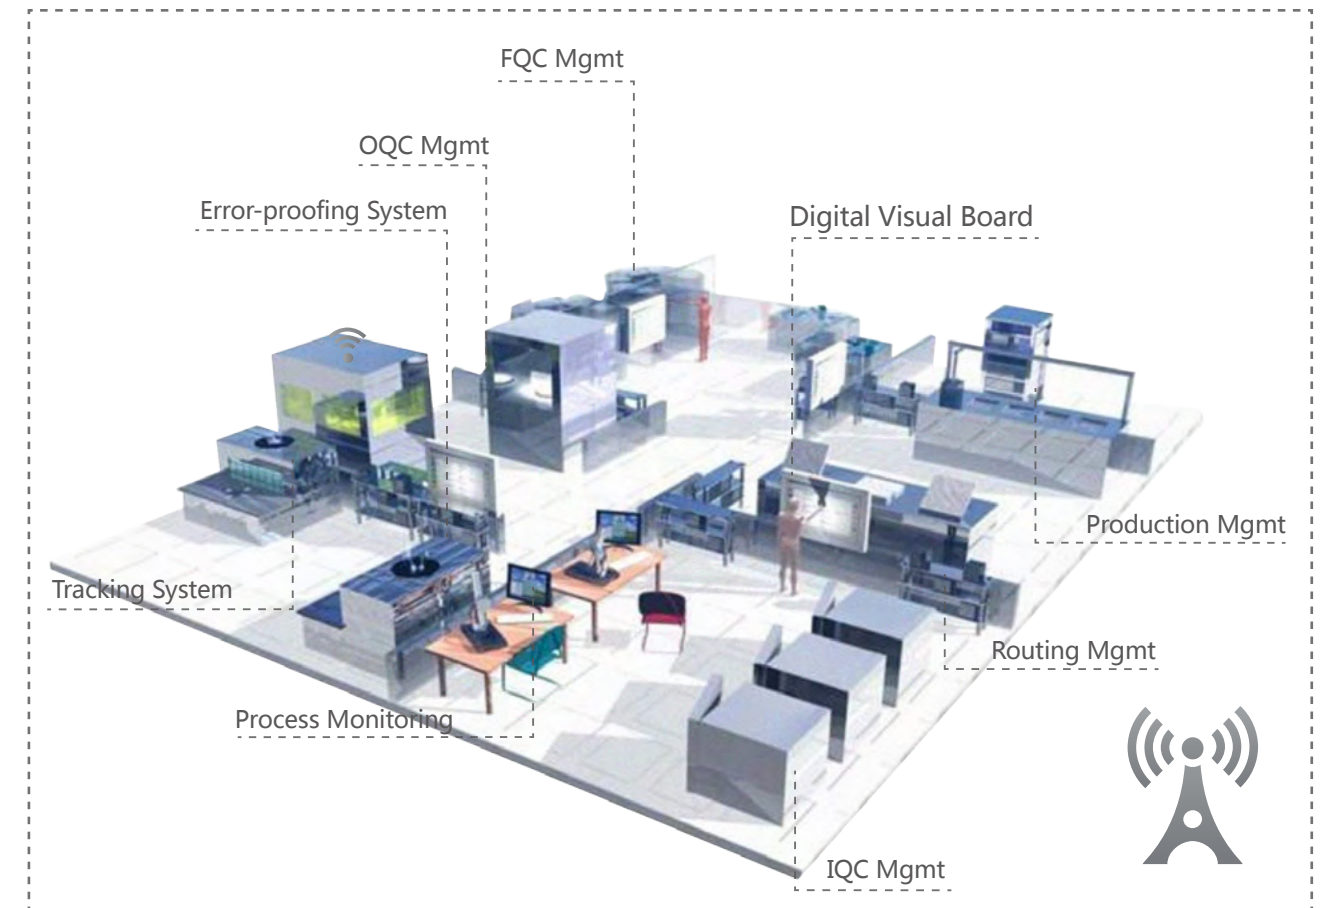 FQC Mgmt
OQC Mgmt
Error-proofing System
Digital Visual Board
Production Mgmt
Tracking System
Routing Mgmt
Process Monitoring
IQC Mgmt